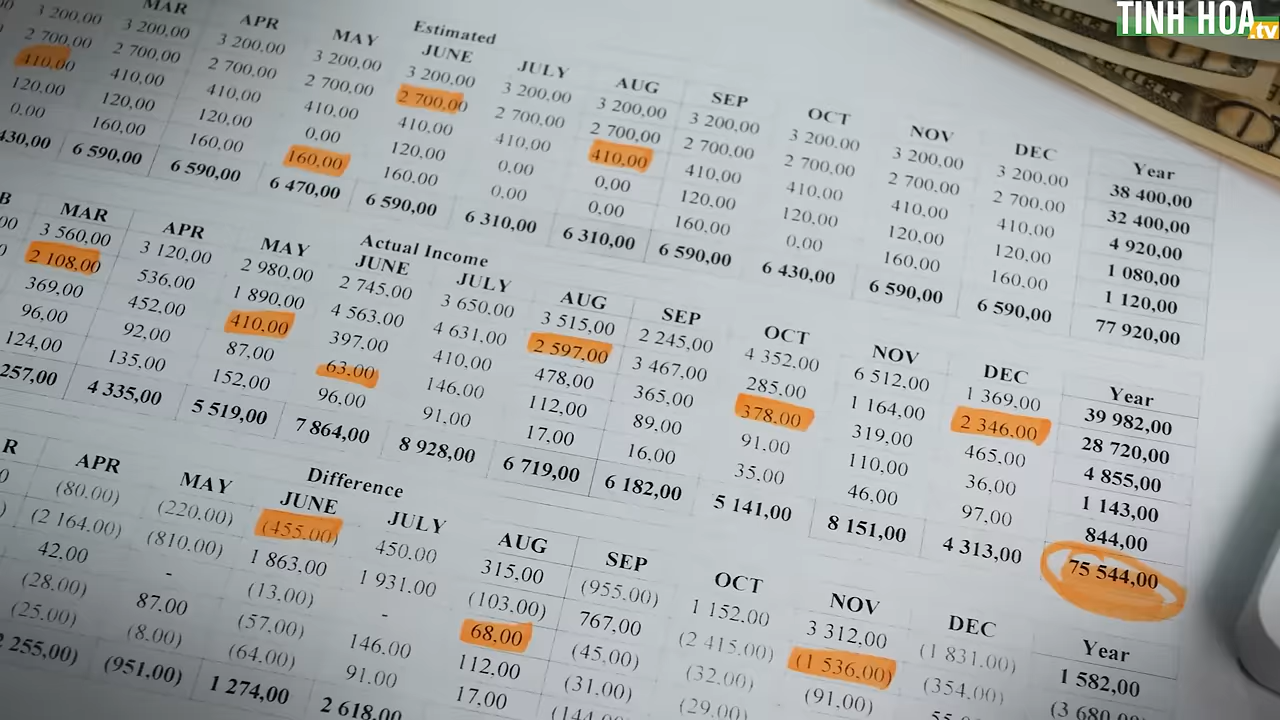 TINH HOA.tv
Estimated
MAR APR MAY JUNE JULY AUG SEP OCT NOV DEC Year
3 200,00 3 200,00 3 200,00 3 200,00 3 200,00 3 200,00 3 200,00 3 200,00 3 200,00 3 200,00 3 200,00 38 400,00
2 700,00 2 700,00 2 700,00 2 700,00 2 700,00 2 700,00 2 700,00 2 700,00 2 700,00 2 700,00 2 700,00 32 400,00
410,00 410,00 410,00 410,00 410.00 410,00 410,00 410,00 410,00 410,00 410,00 4 920,00
120,00 120,00 120,00 0.00 120,00 0.00 0.00 120,00 120,00 120,00 120,00 1 080,00
0.00 160,00 160,00 160,00 160.00 0.00 0.00 160,00 0.00 160,00 160,00 1 120,00
430,00 6 590,00 6 590,00 6 470,00 6 590,00 6 310,00 6 310,00 6 590,00 6 430,00 6 590,00 6 590,00 77 920,00
Actual Income
B MAR APR MAY JUNE JULY AUG SEP OCT NOV DEC Year
3 560,00 3 120,00 2 980,00 2 745,00 3 650,00 3 515,00 2 245,00 4 352,00 6 512,00 1 369,00 39 982,00
2 108,00 536,00 1 890,00 4 563,00 4 631,00 2 597,00 3 467,00 285,00 1 164,00 2 346,00 28 720,00
369,00 452,00 410,00 397,00 410,00 478,00 365,00 378,00 319,00 465,00 4 855,00
96,00 92,00 87,00 63,00 146,00 112,00 89,00 91,00 110,00 36,00 1 143,00
124,00 135,00 152,00 96,00 91,00 17,00 16,00 35,00 46,00 97,00 844,00
257,00 4 335,00 5 519,00 7 864,00 8 928,00 6 719,00 6 182,00 5 141,00 8 151,00 4 313,00 75 544,00
Difference
R APR MAY JUNE JULY AUG SEP OCT NOV DEC Year
(80.00) (220.00) (455.00) 450.00 315,00 (955.00) 1 152.00 3 312,00 (1 831.00) 1 582,00
(2 164.00) (810.00) 1 863,00 1 931.00 (103.00) 767,00 (2 415.00) (1 536,00) (354.00) (3 680,00
42.00 - (13.00) - 68.00 (45.00) (32.00) (91.00)
(28.00) 87.00 (57.00) 146.00 112,00 (31.00) (29.00)
(25.00) (8.00) (64.00) 91.00 17,00 (144
2 255,00) (951,00) 1 274,00 2 618,00